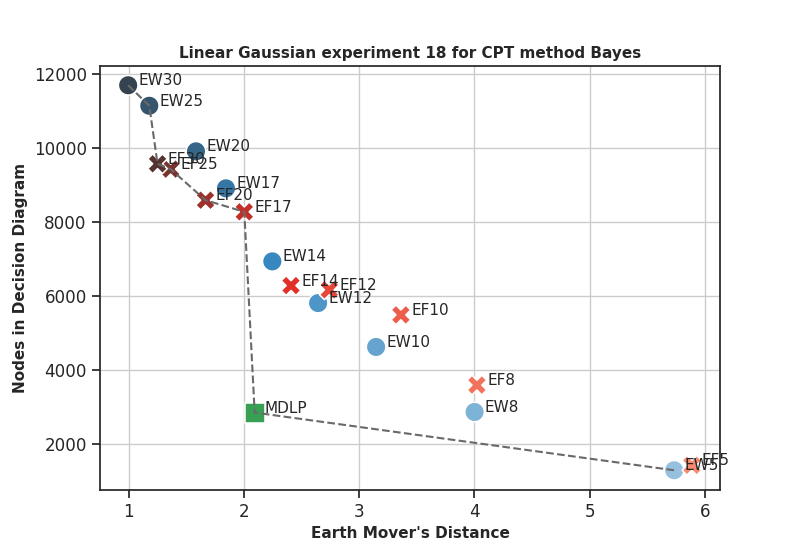 Linear Gaussian experiment 18 for CPT method Bayes
Nodes in Decision Diagram
12000
10000
8000
6000
4000
2000
EW30
EW25
EW20
EF30
EF25
EW17
EF20
EF17
EW14
EF14
EF12
EW12
EF10
EW10
EF8
EW8
MDLP
EF5
EW5
1
2
3
4
5
6
Earth Mover's Distance